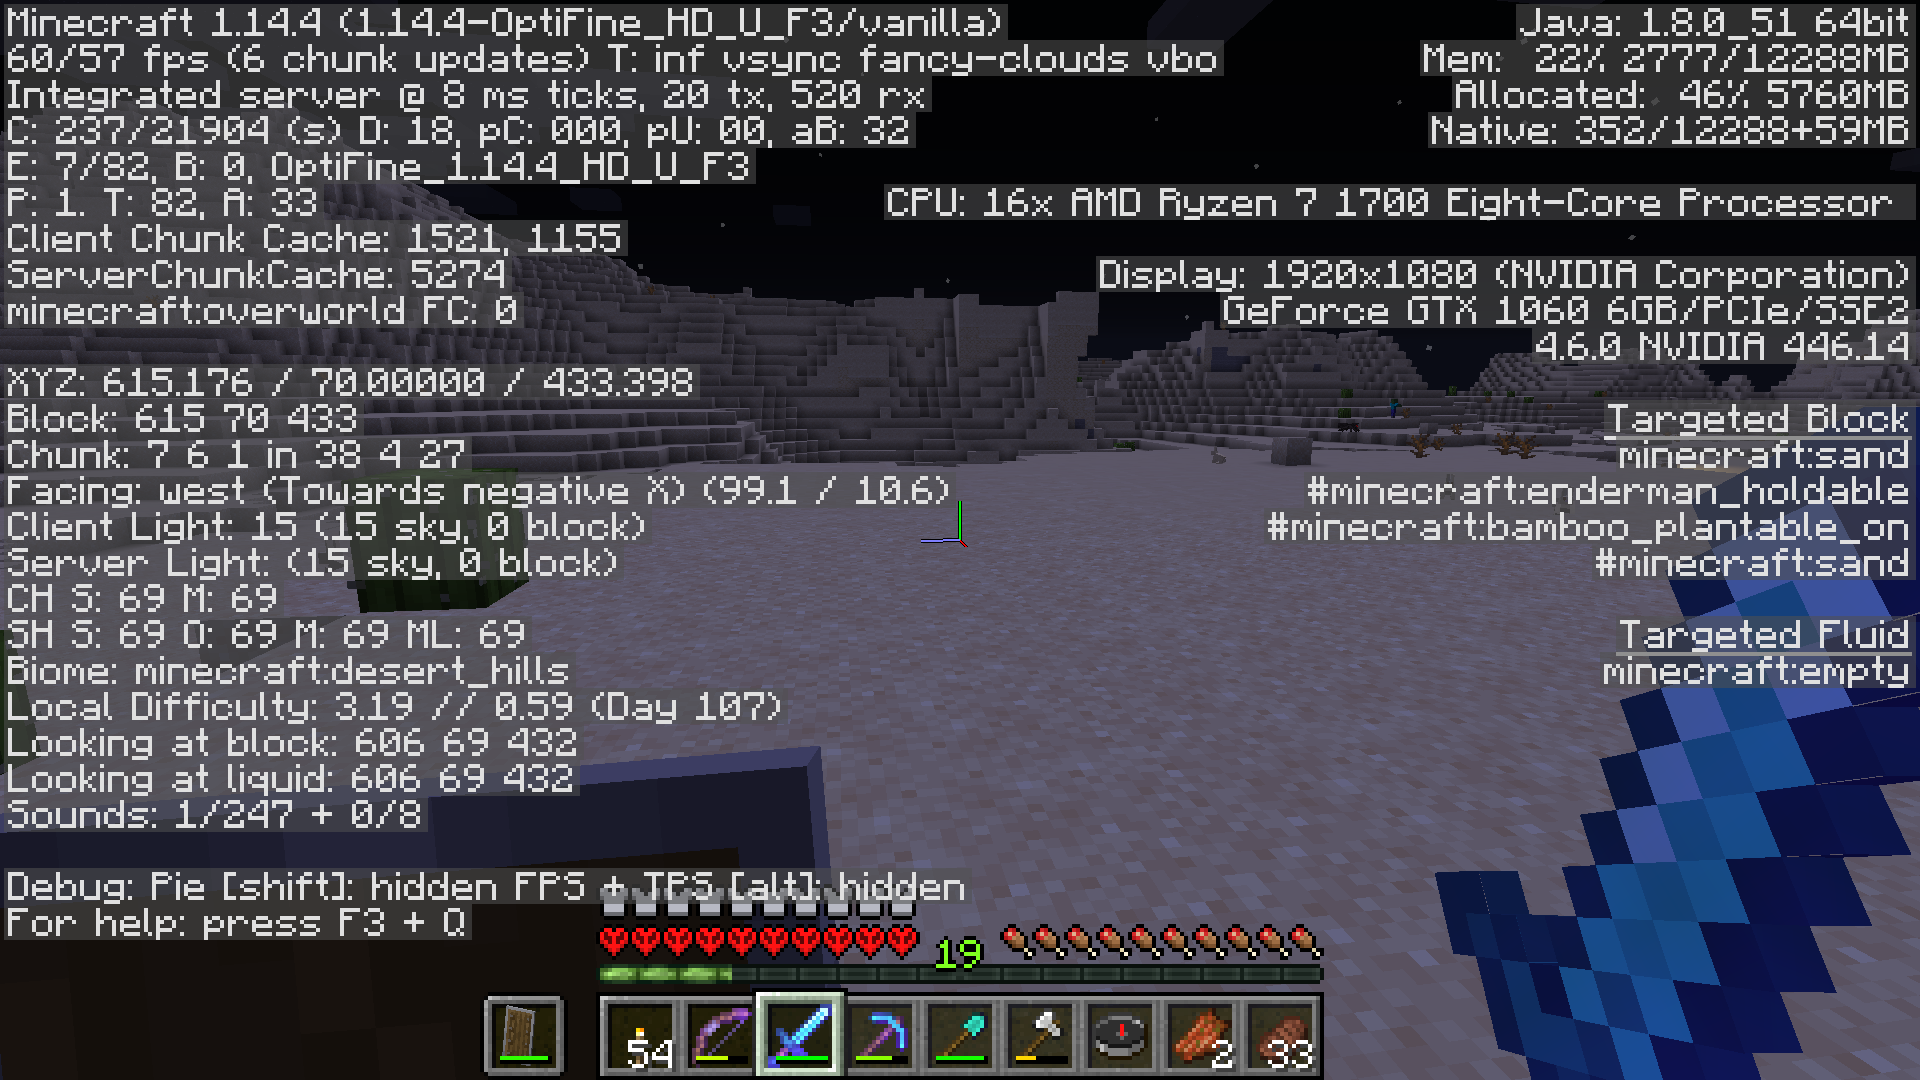 Minecraft 1.14.4 (1.14.4-OptiFine_HD_U_F3/vanilla)
60/57 fps (6 chunk updates) T: inf vsync fancy-clouds vbo
Integrated server @ 8 ms ticks, 20 tx, 520 rx
C: 237/21904 (s) D: 18, pC: 000, pU: 00, aB: 32
E: 7/82, B: 0, OptiFine_1.14.4_HD_U_F3
P: 1. T: 82, A: 33
Client Chunk Cache: 1521, 1155
ServerChunkCache: 5274
minecraft:overworld FC: 0
XYZ: 615.176 / 70.00000 / 433.398
Block: 615 70 433
Chunk: 7 6 1 in 38 4 27
Facing: west (Towards negative X) (99.1 / 10.6)
Client Light: 15 (15 sky, 0 block)
Server Light: (15 sky, 0 block)
CH S: 69 M: 69
SH S: 69 O: 69 M: 69 ML: 69
Biome: minecraft:desert_hills
Local Difficulty: 3.19 // 0.59 (Day 107)
Looking at block: 606 69 432
Looking at liquid: 606 69 432
Sounds: 1/247 + 0/8
Debug: Pie [shift]: hidden FPS + TPS [alt]: hidden
For help: press F3 + Q
Java: 1.8.0_51 64bit
Mem: 22% 2777/12288MB
Allocated: 46% 5760MB
Native: 352/12288+59MB
CPU: 16x AMD Ryzen 7 1700 Eight-Core Processor
Display: 1920x1080 (NVIDIA Corporation)
GeForce GTX 1060 6GB/PCIe/SSE2
4.6.0 NVIDIA 446.14
Targeted Block
minecraft:sand
#minecraft:enderman_holdable
#minecraft:bamboo_plantable_on
#minecraft:sand
Targeted Fluid
minecraft:empty
19
54
2
33